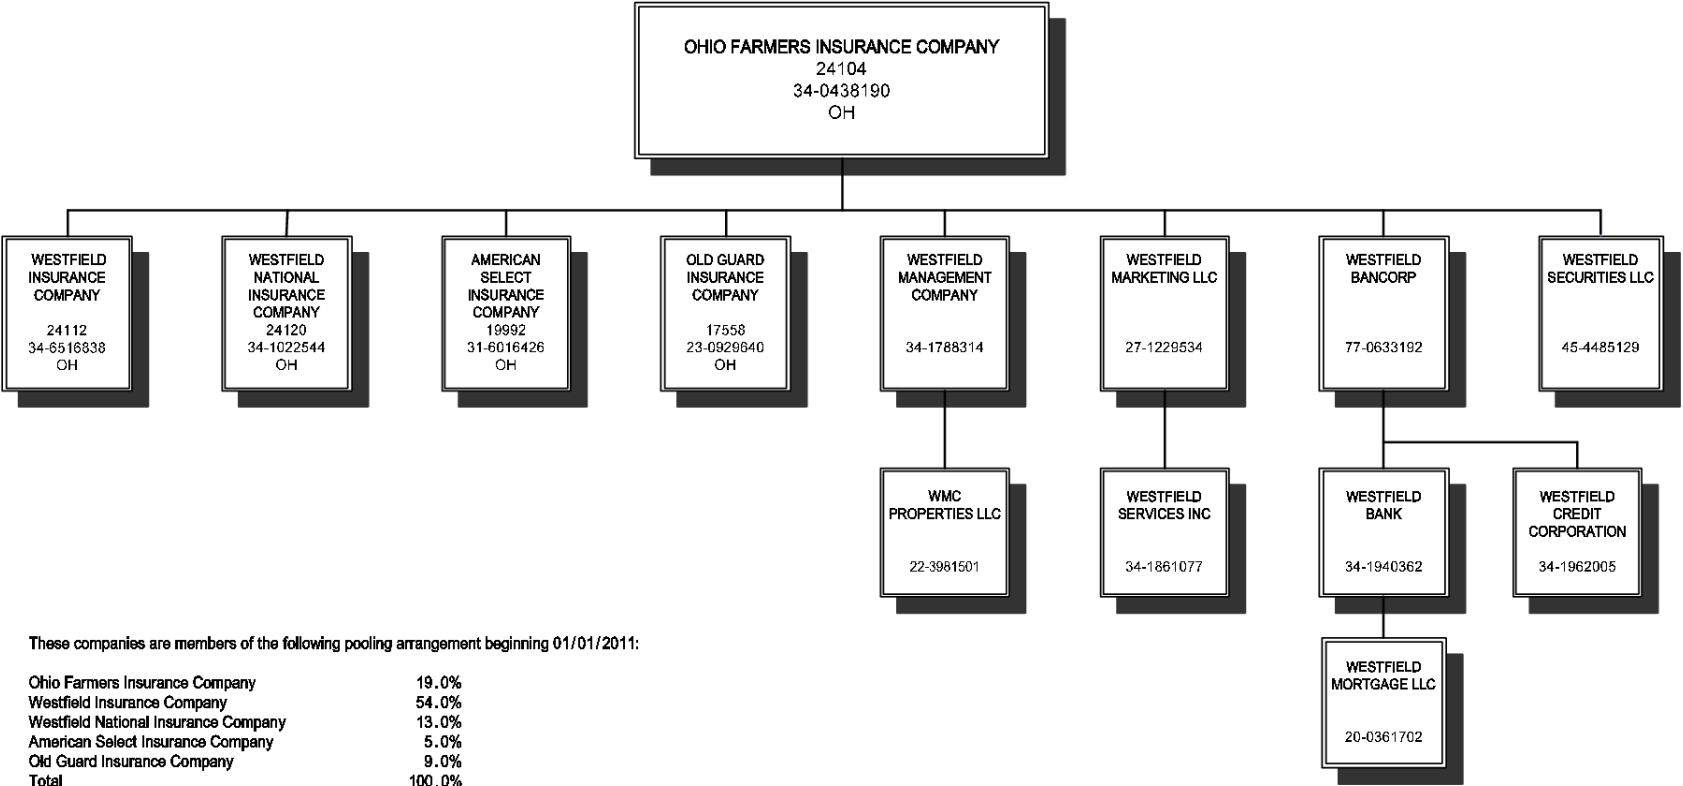 OHIO FARMERS INSURANCE COMPANY
24104
34-0438190
OH
WESTFIELD
INSURANCE
COMPANY
24112
34-6516838
OH
WESTFIELD
NATIONAL
INSURANCE
COMPANY
24120
34-1022544
OH
AMERICAN
SELECT
INSURANCE
COMPANY
19992
31-6016426
OH
OLD GUARD
INSURANCE
COMPANY
17558
23-0929640
OH
WESTFIELD
MANAGEMENT
COMPANY
34-1788314
WESTFIELD
MARKETING LLC
27-1229534
WESTFIELD
BANCORP
77-0633192
WESTFIELD
SECURITIES LLC
45-4485129
WMC
PROPERTIES LLC
22-3981501
WESTFIELD
SERVICES INC
34-1861077
WESTFIELD
BANK
34-1940362
WESTFIELD
CREDIT
CORPORATION
34-1962005
WESTFIELD
MORTGAGE LLC
20-0361702
These companies are members of the following pooling arrangement beginning 01/01/2011:
Ohio Farmers Insurance Company 19.0%
Westfield Insurance Company 54.0%
Westfield National Insurance Company 13.0%
American Select Insurance Company 5.0%
Old Guard Insurance Company 9.0%
Total 100.0%